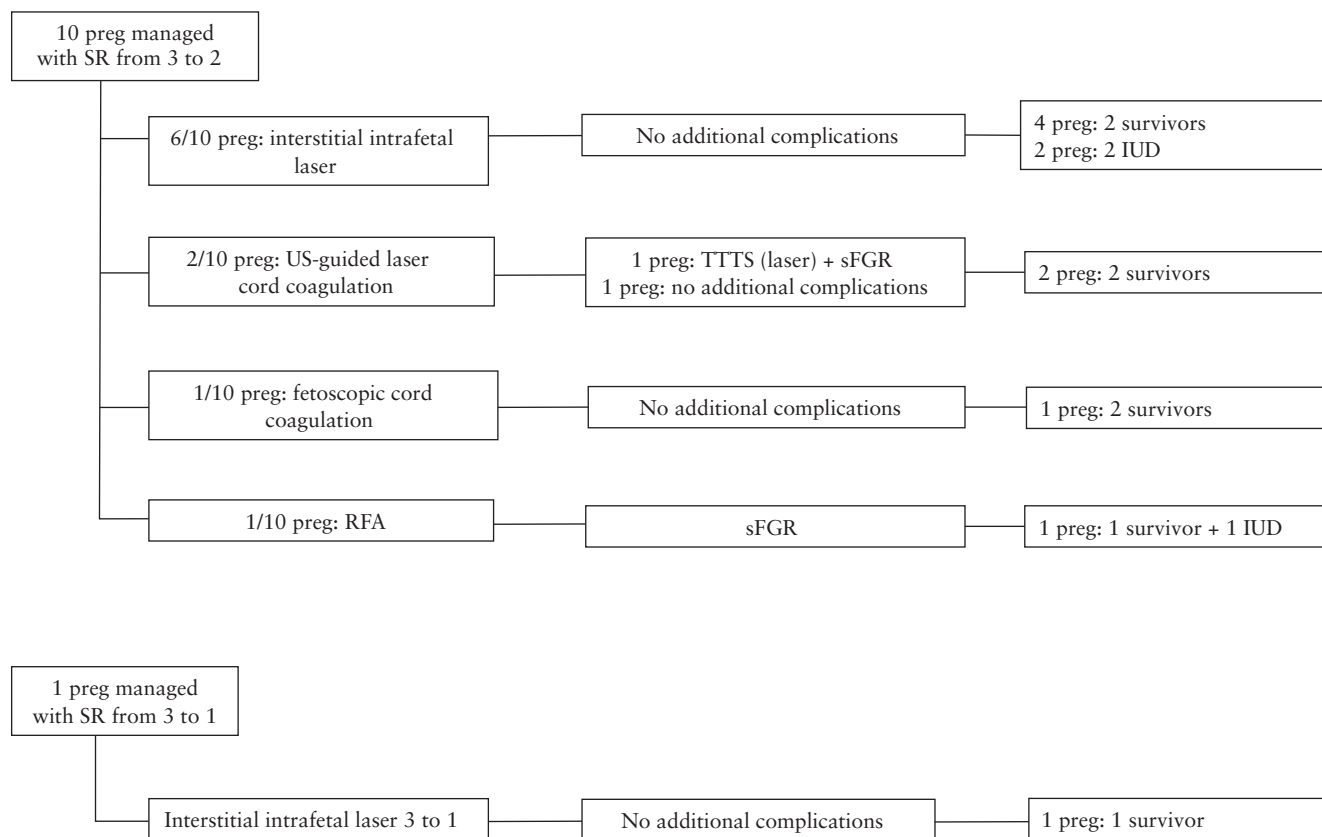 10 preg managed
with SR from 3 to 2
6/10 preg: interstitial intrafetal
laser
No additional complications
4 preg: 2 survivors
2 preg: 2 IUD
2/10 preg: US-guided laser
cord coagulation
1 preg: TTTS (laser) + sFGR
1 preg: no additional complications
2 preg: 2 survivors
1/10 preg: fetoscopic cord
coagulation
No additional complications
1 preg: 2 survivors
1/10 preg: RFA
sFGR
1 preg: 1 survivor + 1 IUD
1 preg managed
with SR from 3 to 1
Interstitial intrafetal laser 3 to 1
No additional complications
1 preg: 1 survivor